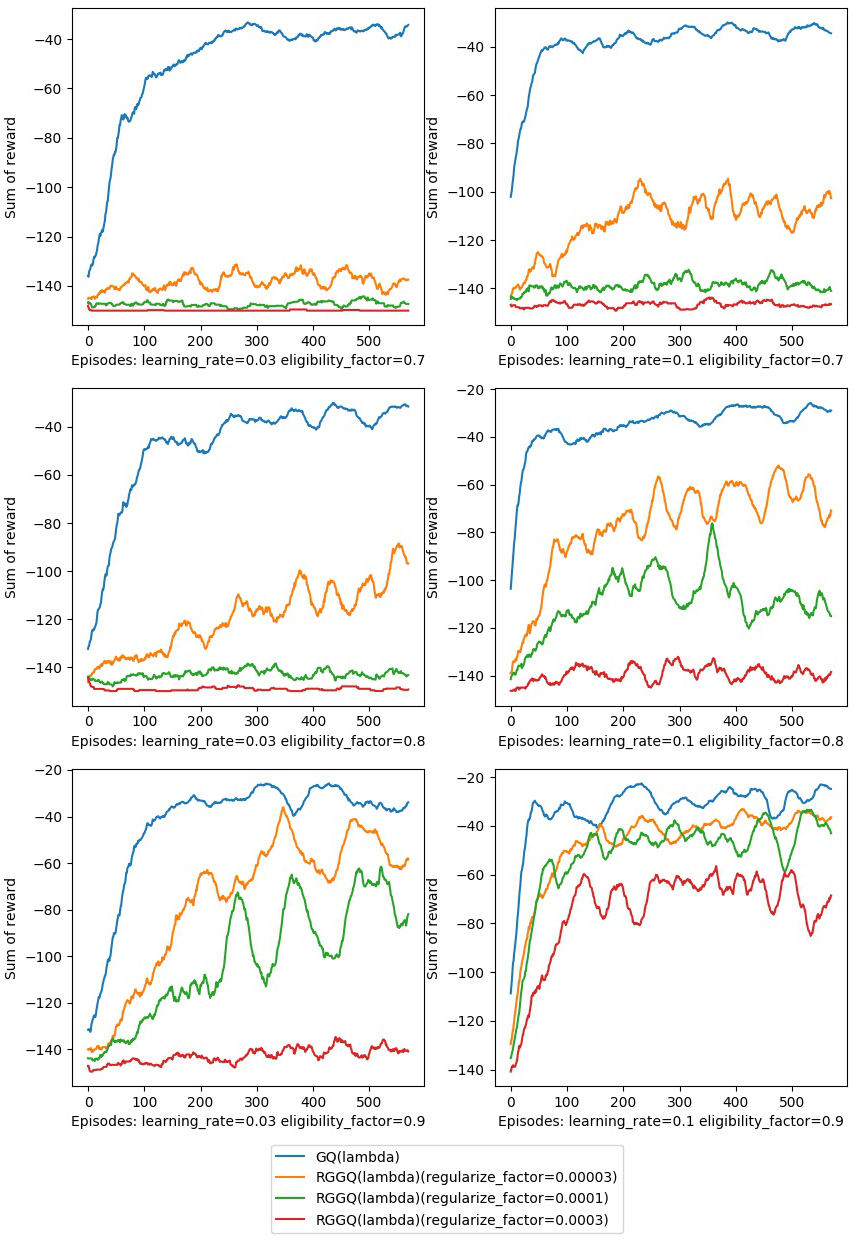 −40
−60
−80
−100
−120
−140
Sum of reward
0 100 200 300 400 500
Episodes: learning_rate=0.03 eligibility_factor=0.7
−40
−60
−80
−100
−120
−140
Sum of reward
0 100 200 300 400 500
Episodes: learning_rate=0.1 eligibility_factor=0.7
−40
−60
−80
−100
−120
−140
Sum of reward
0 100 200 300 400 500
Episodes: learning_rate=0.03 eligibility_factor=0.8
−20
−40
−60
−80
−100
−120
−140
Sum of reward
0 100 200 300 400 500
Episodes: learning_rate=0.1 eligibility_factor=0.8
−20
−40
−60
−80
−100
−120
−140
Sum of reward
0 100 200 300 400 500
Episodes: learning_rate=0.03 eligibility_factor=0.9
−20
−40
−60
−80
−100
−120
−140
Sum of reward
0 100 200 300 400 500
Episodes: learning_rate=0.1 eligibility_factor=0.9
GQ(lambda)
RGGQ(lambda)(regularize_factor=0.00003)
RGGQ(lambda)(regularize_factor=0.0001)
RGGQ(lambda)(regularize_factor=0.0003)